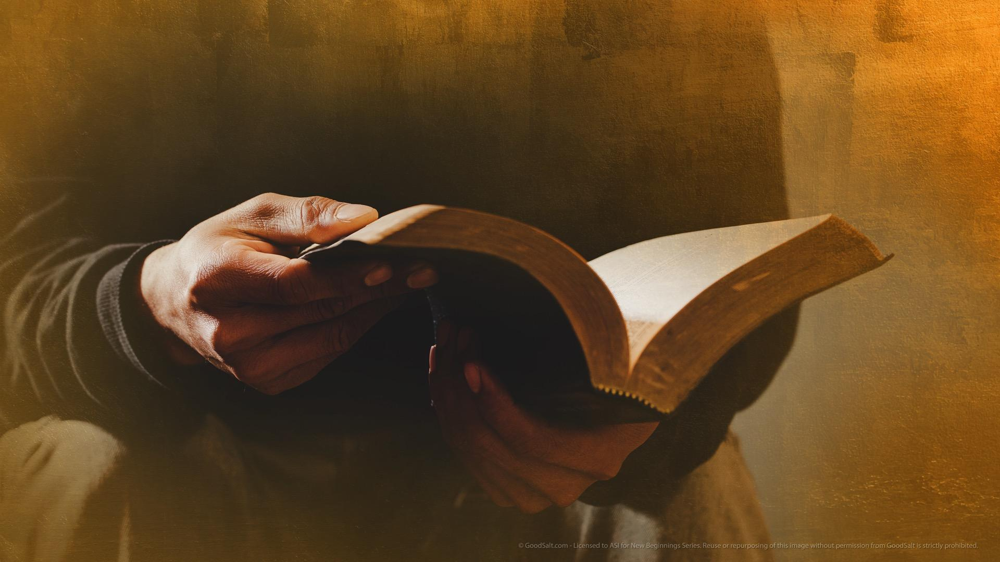 © GoodSalt.com - Licensed to ASI for New Beginnings Series. Reuse or repurposing of this image without permission from GoodSalt is strictly prohibited.